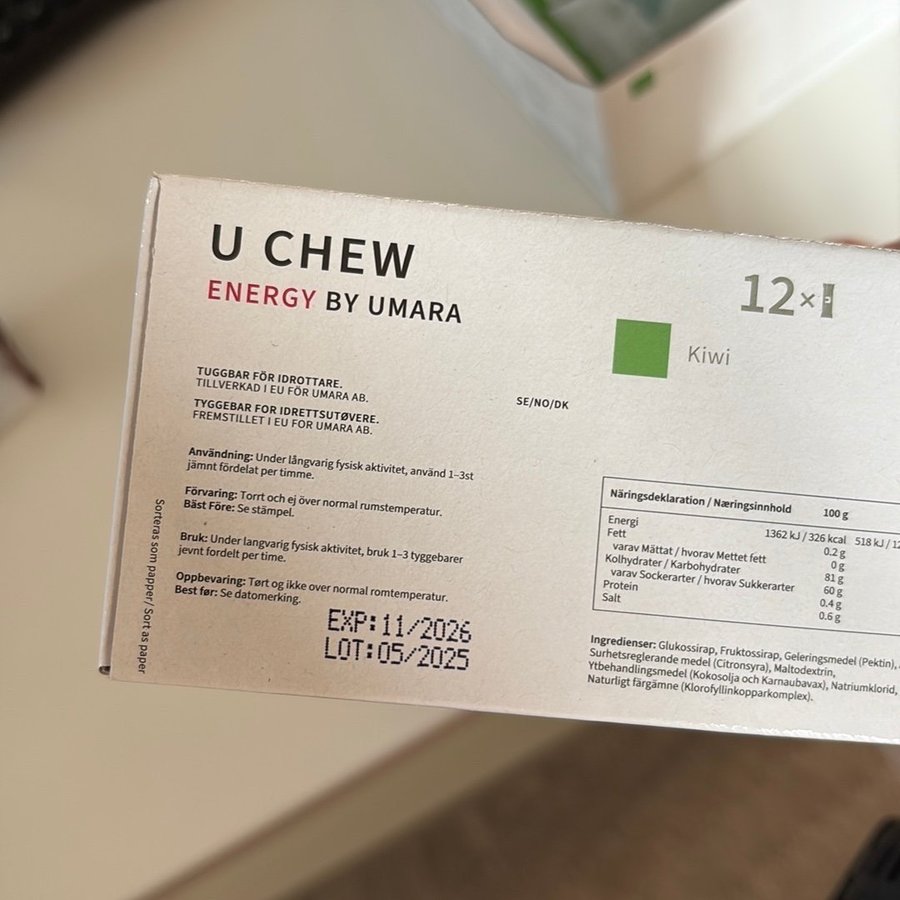 U CHEW
ENERGY BY UMARA
12×
Kiwi
TUGGBAR FÖR IDROTTARE.
TILLVERKAD I EU FÖR UMARA AB.
SE/NO/DK
TYGGEBAR FOR IDRETTSUTØVERE.
FREMSTILLET I EU FOR UMARA AB.
Användning: Under långvarig fysisk aktivitet, använd 1–3st
jämnt fördelat per timme.
Förvaring: Torrt och ej över normal rumstemperatur.
Bäst Före: Se stämpel.
Bruk: Under langvarig fysisk aktivitet, bruk 1–3 tyggebarer
jevnt fordelt per time.
Oppbevaring: Tørt og ikke over normal romtemperatur.
Best før: Se datomerking.
EXP:11/2026
LOT:05/2025
Sorteras som papper/ Sort as paper
Näringsdeklaration / Næringsinnhold 100 g
Energi 1362 kJ / 326 kcal 518 kJ / 12
Fett 0.2 g
varav Mättat / hvorav Mettet fett 0 g
Kolhydrater / Karbohydrater 81 g
varav Sockerarter / hvorav Sukkerarter 60 g
Protein 0.4 g
Salt 0.6 g
Ingredienser: Glukossirap, Fruktossirap, Geleringsmedel (Pektin),
Surhetsreglerande medel (Citronsyra), Maltodextrin,
Ytbehandlingsmedel (Kokosolja och Karnaubavax), Natriumklorid,
Naturligt färgämne (Klorofyllinkopparkomplex).